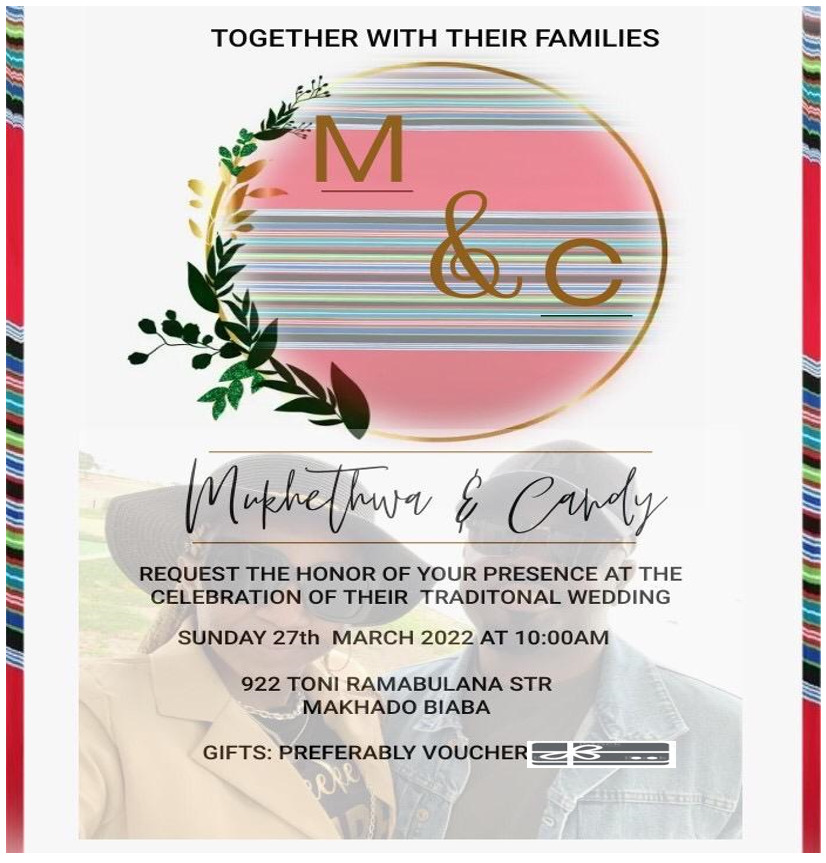 TOGETHER WITH THEIR FAMILIES
M
&
C
Mukhethwa & Candy
REQUEST THE HONOR OF YOUR PRESENCE AT THE
CELEBRATION OF THEIR TRADITONAL WEDDING
SUNDAY 27th MARCH 2022 AT 10:00AM
922 TONI RAMABULANA STR
MAKHADO BIABA
GIFTS: PREFERABLY VOUCHER